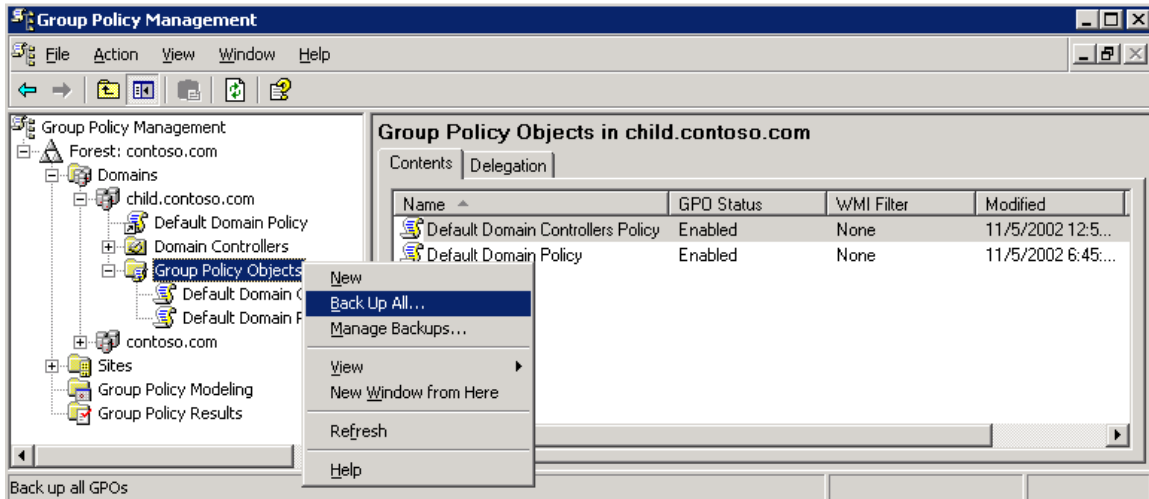 Group Policy Management
File Action View Window Help
Group Policy Management
Forest: contoso.com
Domains
child.contoso.com
Default Domain Policy
Domain Controllers
Group Policy Objects
Default Domain
Default Domain
contoso.com
Sites
Group Policy Modeling
Group Policy Results
New
Back Up All...
Manage Backups...
View
New Window from Here
Refresh
Help
Group Policy Objects in child.contoso.com
Contents Delegation
Name GPO Status WMI Filter Modified
Default Domain Controllers Policy Enabled None 11/5/2002 12:5...
Default Domain Policy Enabled None 11/5/2002 6:45:...
Back up all GPOs